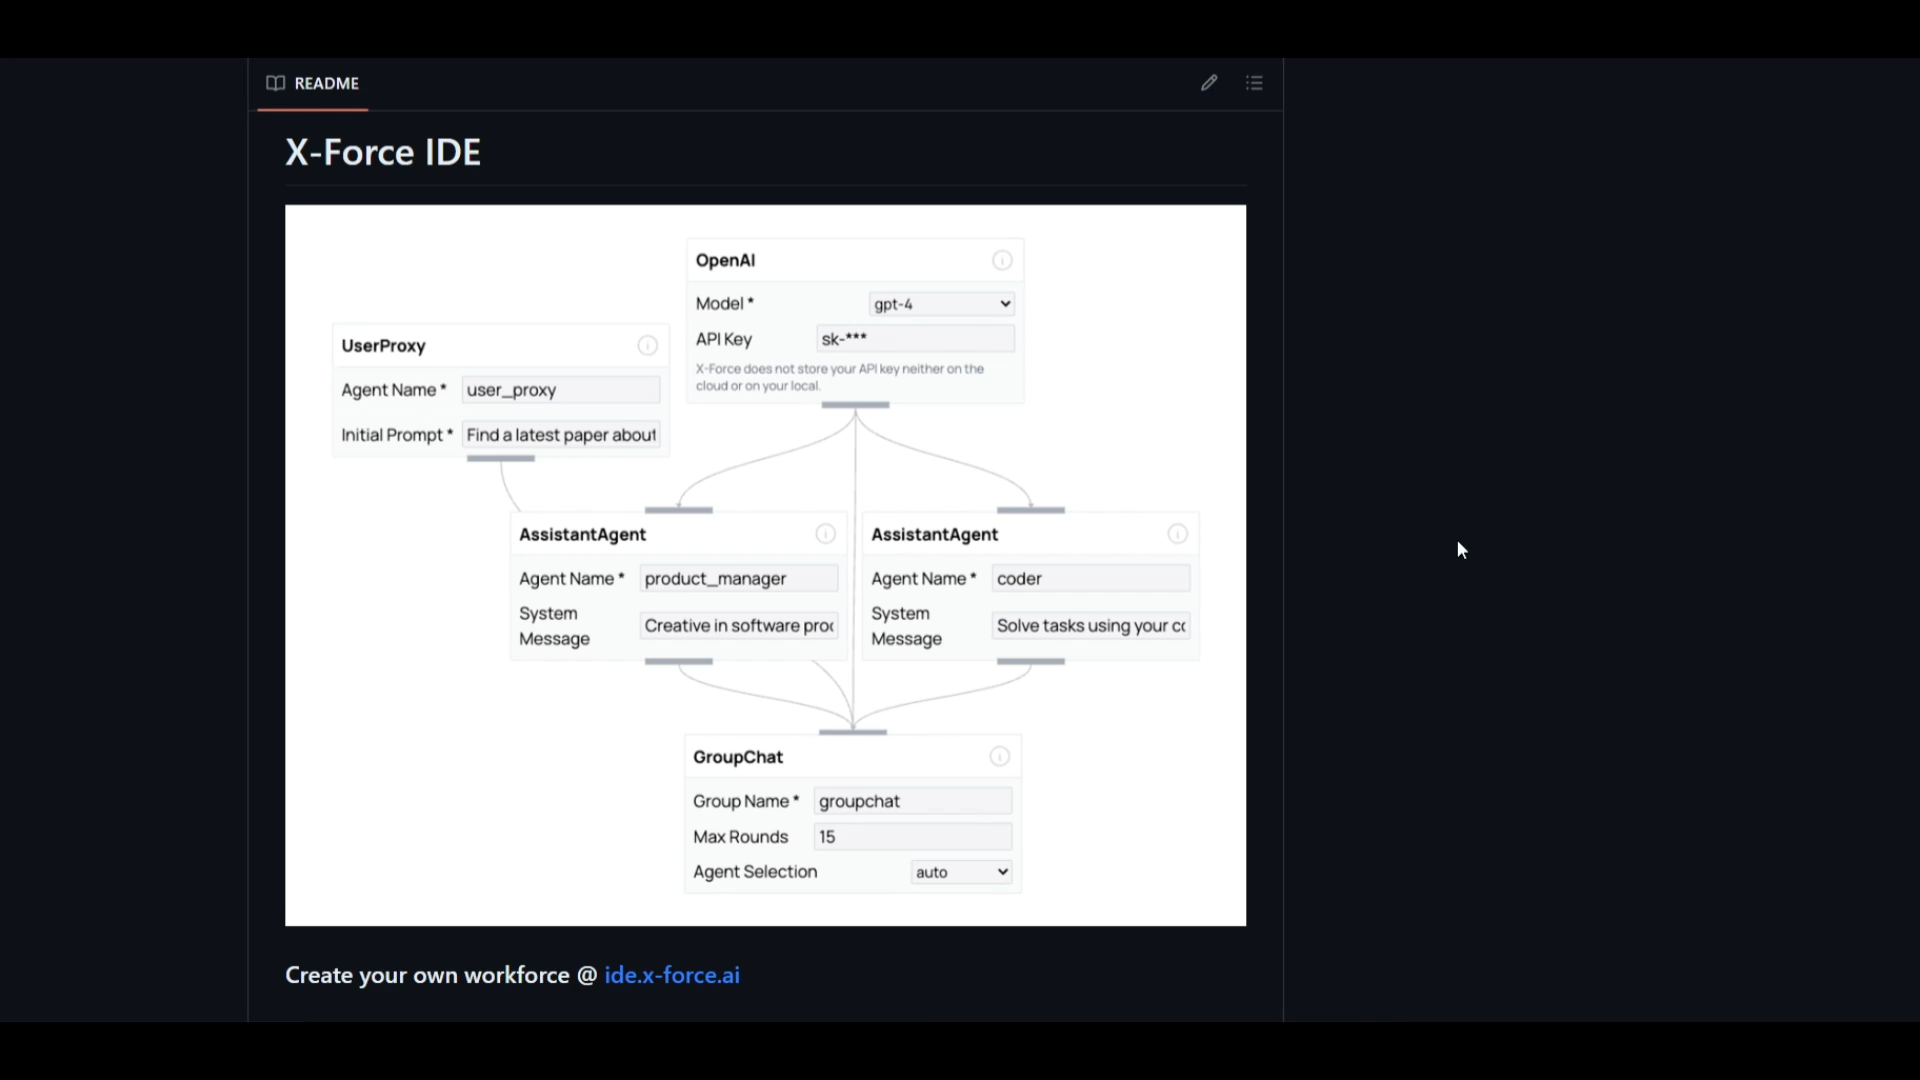 README
X-Force IDE
OpenAI
Model * gpt-4
API Key sk-***
X-Force does not store your API key neither on the
cloud or on your local.
UserProxy
Agent Name * user_proxy
Initial Prompt * Find a latest paper about
AssistantAgent
Agent Name * product_manager
System
Message
Creative in software
AssistantAgent
Agent Name * coder
System
Message
Solve tasks using your
GroupChat
Group Name * groupchat
Max Rounds 15
Agent Selection auto
Create your own workforce @ ide.x-force.ai